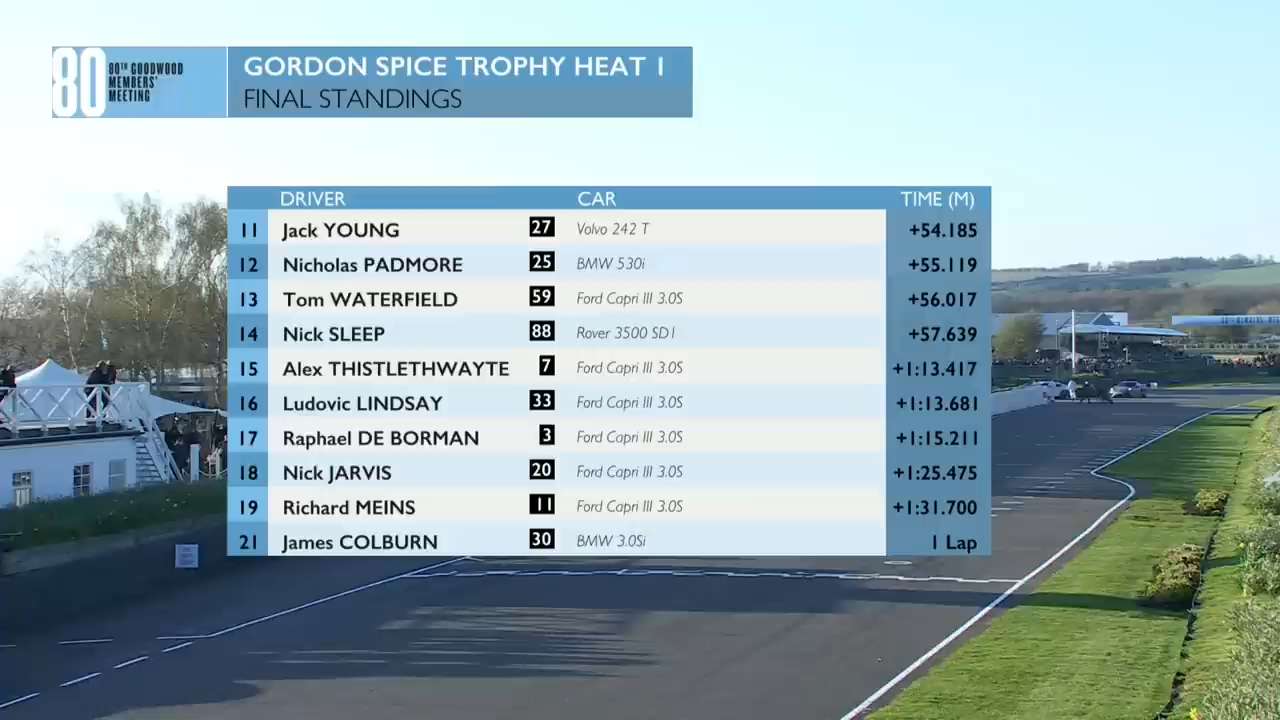 80 80TH GOODWOOD MEMBERS' MEETING
GORDON SPICE TROPHY HEAT 1
FINAL STANDINGS
DRIVER CAR TIME (M)
11 Jack YOUNG 27 Volvo 242 T +54.185
12 Nicholas PADMORE 25 BMW 530i +55.119
13 Tom WATERFIELD 59 Ford Capri III 3.0S +56.017
14 Nick SLEEP 88 Rover 3500 SD1 +57.639
15 Alex THISTLETHWAYTE 7 Ford Capri III 3.0S +1:13.417
16 Ludovic LINDSAY 33 Ford Capri III 3.0S +1:13.681
17 Raphael DE BORMAN 3 Ford Capri III 3.0S +1:15.211
18 Nick JARVIS 20 Ford Capri III 3.0S +1:25.475
19 Richard MEINS 11 Ford Capri III 3.0S +1:31.700
21 James COLBURN 30 BMW 3.0Si 1 Lap